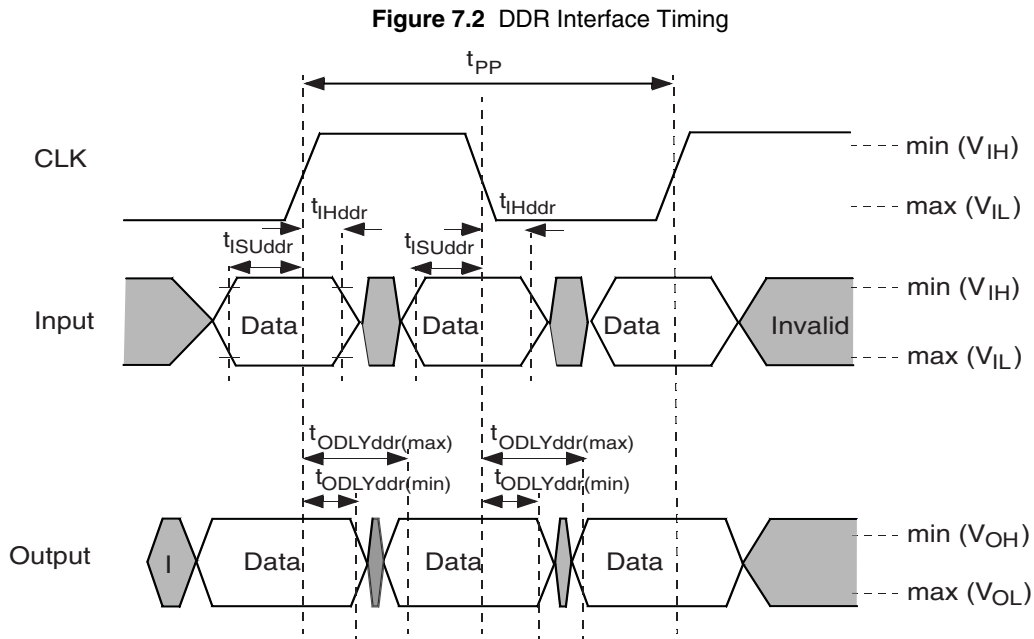 Figure 7.2 DDR Interface Timing
tPP
CLK
min (VIH)
max (VIL)
tIHddr
tIHddr
tISUddr
tISUddr
Input
Data
Data
Data
Invalid
min (VIH)
max (VIL)
tODLYddr(max)
tODLYddr(max)
tODLYddr(min)
tODLYddr(min)
Output
I
Data
Data
Data
min (VOH)
max (VOL)